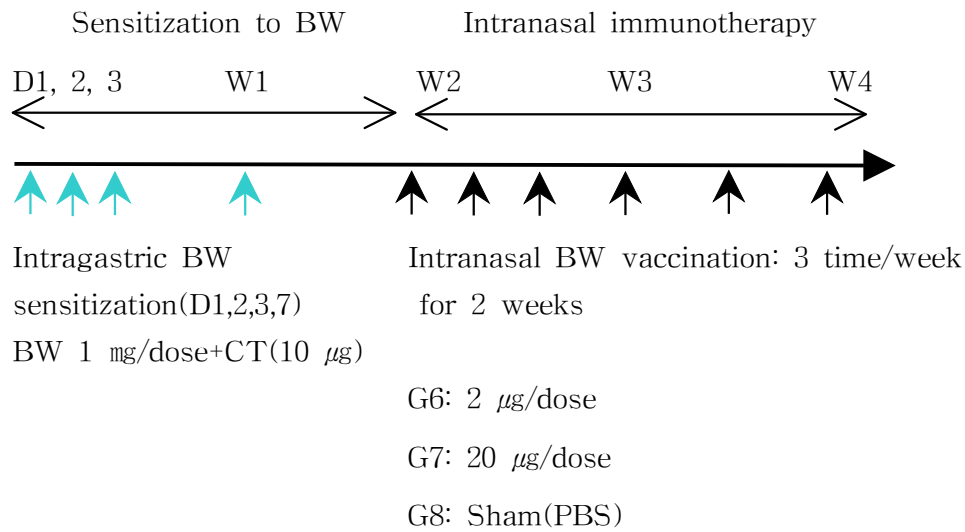 Sensitization to BW Intranasal immunotherapy
D1, 2, 3 W1 W2 W3 W4
Intragastric BW
sensitization(D1,2,3,7)
BW 1 ㎎/dose+CT(10 ㎍)
Intranasal BW vaccination: 3 time/week
for 2 weeks
G6: 2 ㎍/dose
G7: 20 ㎍/dose
G8: Sham(PBS)